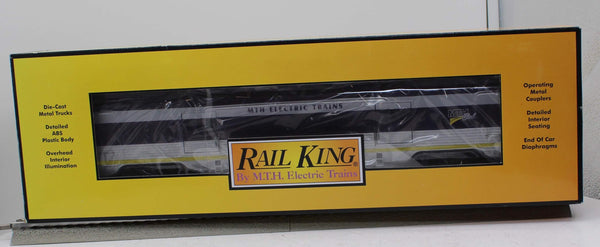 Die-Cast
Metal Trucks
Detailed
ABS
Plastic Body
Overhead
Interior
Illumination
MTH ELECTRIC TRAINS
RAIL KING
By M.T.H. Electric Trains
Operating
Metal
Couplers
Detailed
Interior
Seating
End Of Car
Diaphragms